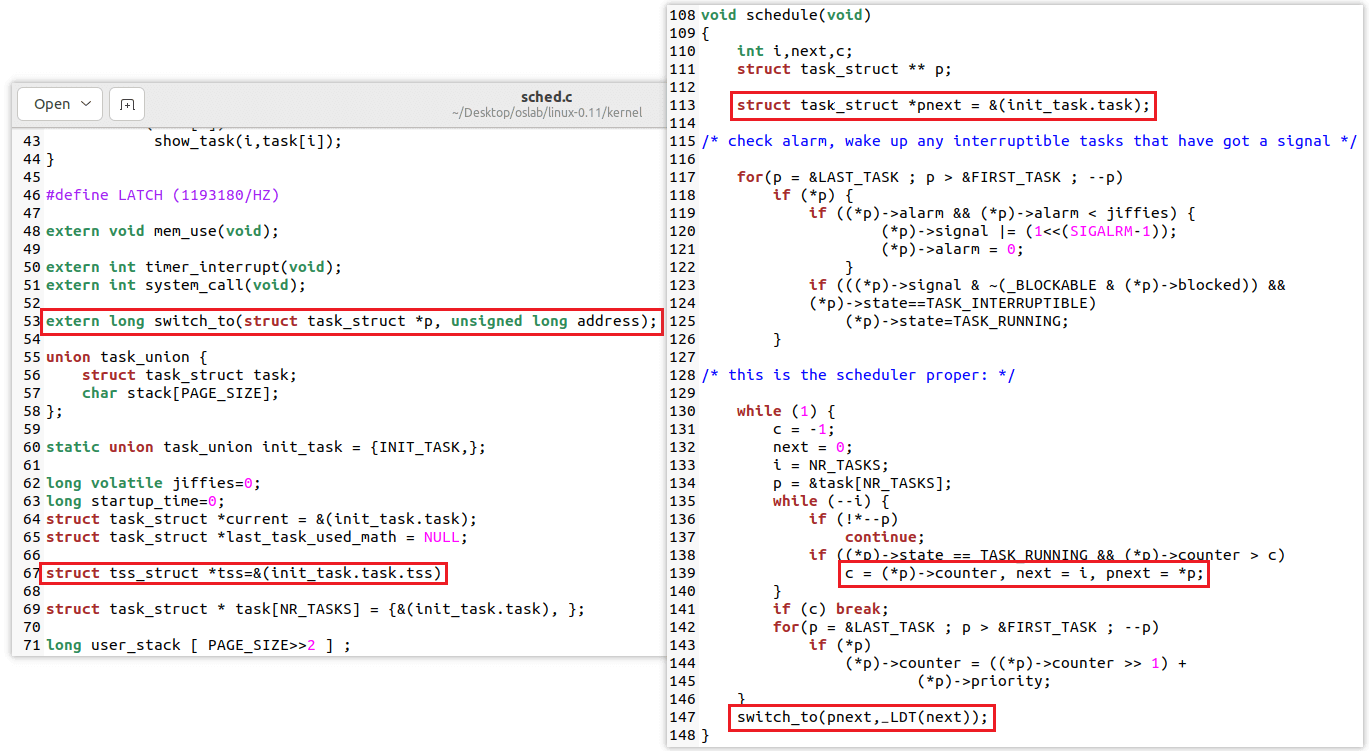 Open
sched.c
~/Desktop/oslab/linux-0.11/kernel
43 show_task(i,task[i]);
44 }
45
46 #define LATCH (1193180/HZ)
47
48 extern void mem_use(void);
49
50 extern int timer_interrupt(void);
51 extern int system_call(void);
52
53 extern long switch_to(struct task_struct *p, unsigned long address);
54
55 union task_union {
56 struct task_struct task;
57 char stack[PAGE_SIZE];
58 };
59
60 static union task_union init_task = {INIT_TASK,};
61
62 long volatile jiffies=0;
63 long startup_time=0;
64 struct task_struct *current = &(init_task.task);
65 struct task_struct *last_task_used_math = NULL;
66
67 struct tss_struct *tss=&(init_task.task.tss)
68
69 struct task_struct * task[NR_TASKS] = {&(init_task.task), };
70
71 long user_stack [ PAGE_SIZE>>2 ] ;
108 void schedule(void)
109 {
110 int i,next,c;
111 struct task_struct ** p;
112
113 struct task_struct *pnext = &(init_task.task);
114
115 /* check alarm, wake up any interruptible tasks that have got a signal */
116
117 for(p = &LAST_TASK ; p > &FIRST_TASK ; --p)
118 if (*p) {
119 if ((*p)->alarm && (*p)->alarm < jiffies) {
120 (*p)->signal |= (1<<(SIGALRM-1));
121 (*p)->alarm = 0;
122 }
123 if (((*p)->signal & ~(_BLOCKABLE & (*p)->blocked)) &&
124 (*p)->state==TASK_INTERRUPTIBLE)
125 (*p)->state=TASK_RUNNING;
126 }
127
128 /* this is the scheduler proper: */
129
130 while (1) {
131 c = -1;
132 next = 0;
133 i = NR_TASKS;
134 p = &task[NR_TASKS];
135 while (--i) {
136 if (!*--p)
137 continue;
138 if ((*p)->state == TASK_RUNNING && (*p)->counter > c)
139 c = (*p)->counter, next = i, pnext = *p;
140 }
141 if (c) break;
142 for(p = &LAST_TASK ; p > &FIRST_TASK ; --p)
143 if (*p)
144 (*p)->counter = ((*p)->counter >> 1) +
145 (*p)->priority;
146 }
147 switch_to(pnext,_LDT(next));
148 }